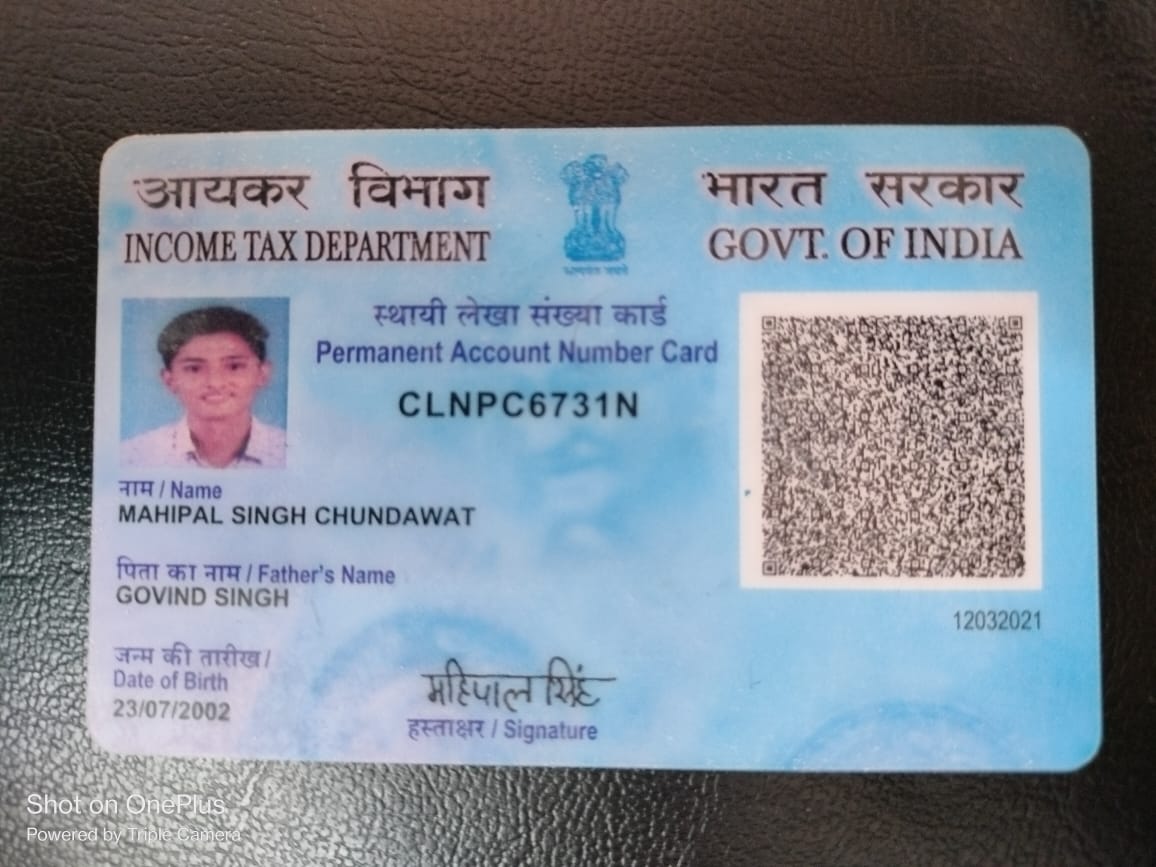 आयकर विभाग
INCOME TAX DEPARTMENT
भारत सरकार
GOVT. OF INDIA
सत्यमेव जयते
स्थायी लेखा संख्या कार्ड
Permanent Account Number Card
CLNPC6731N
नाम / Name
MAHIPAL SINGH CHUNDAWAT
पिता का नाम / Father's Name
GOVIND SINGH
जन्म की तारीख /
Date of Birth
23/07/2002
महिपाल सिंह
हस्ताक्षर / Signature
12032021
Shot on OnePlus
Powered by Triple Camera